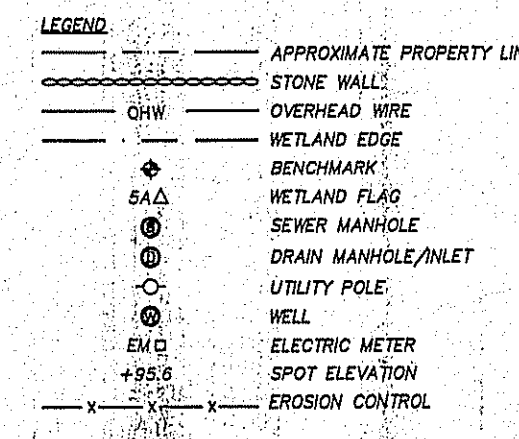 LEGEND
APPROXIMATE PROPERTY LIN
STONE WALL
OHW OVERHEAD WIRE
WETLAND EDGE
BENCHMARK
5A WETLAND FLAG
S SEWER MANHOLE
D DRAIN MANHOLE/INLET
UTILITY POLE
W WELL
EM ELECTRIC METER
+95.6 SPOT ELEVATION
x x x EROSION CONTROL